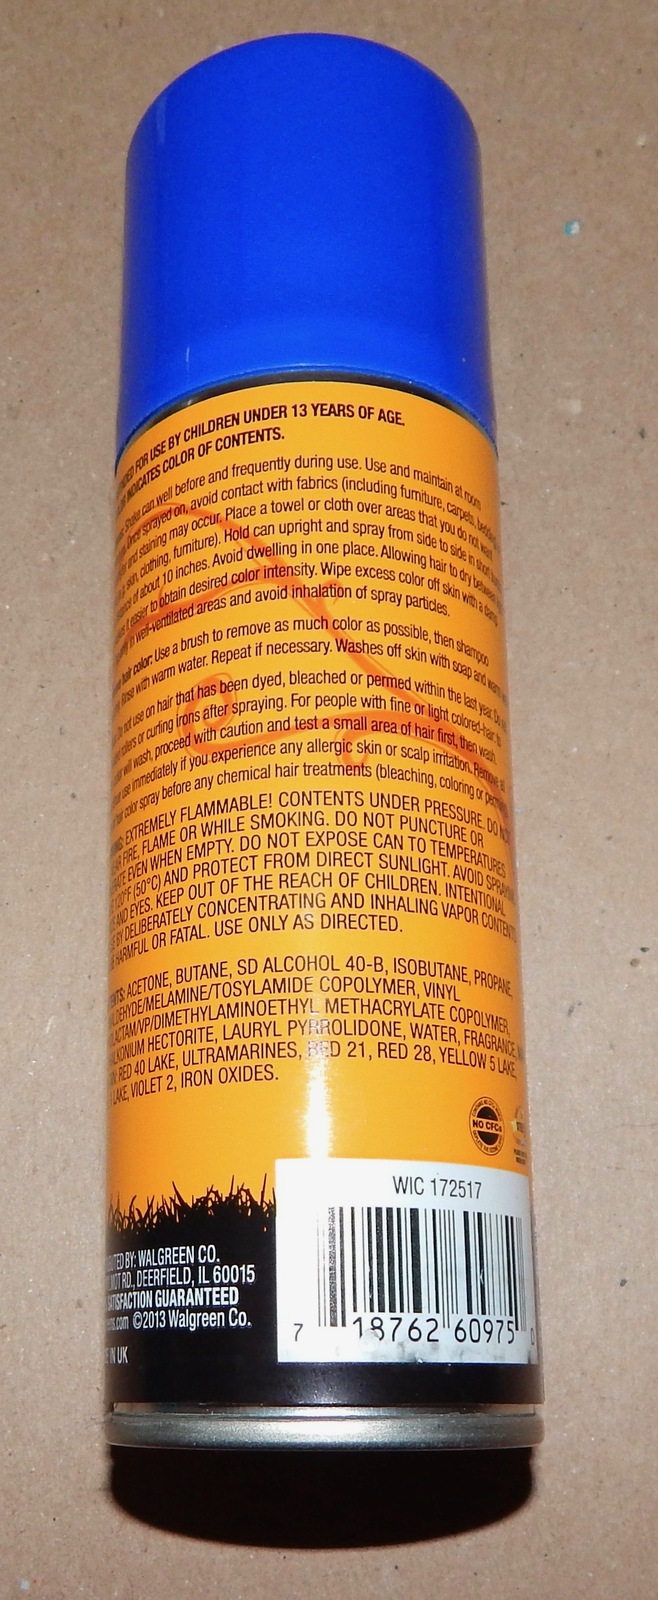 FOR USE BY CHILDREN UNDER 13 YEARS OF AGE.
INDICATES COLOR OF CONTENTS.
Shake can well before and frequently during use. Use and maintain at room
Once sprayed on, avoid contact with fabrics (including furniture, carpets,
and staining may occur. Place a towel or cloth over areas that you do not want
skin, clothing, furniture). Hold can upright and spray from side to side in short
of about 10 inches. Avoid dwelling in one place. Allowing hair to dry between
easier to obtain desired color intensity. Wipe excess color off skin with a damp
in well-ventilated areas and avoid inhalation of spray particles.
hair color: Use a brush to remove as much color as possible, then shampoo
Rinse with warm water. Repeat if necessary. Washes off skin with soap and warm
Do not use on hair that has been dyed, bleached or permed within the last year. Do
rollers or curling irons after spraying. For people with fine or light colored-hair,
wash, proceed with caution and test a small area of hair first, then wash.
use immediately if you experience any allergic skin or scalp irritation. Remove all
hair color spray before any chemical hair treatments (bleaching, coloring or
EXTREMELY FLAMMABLE! CONTENTS UNDER PRESSURE. DO NOT
FIRE, FLAME OR WHILE SMOKING. DO NOT PUNCTURE OR
EVEN WHEN EMPTY. DO NOT EXPOSE CAN TO TEMPERATURES
120°F (50°C) AND PROTECT FROM DIRECT SUNLIGHT. AVOID
AND EYES. KEEP OUT OF THE REACH OF CHILDREN. INTENTIONAL
BY DELIBERATELY CONCENTRATING AND INHALING VAPOR CONTENTS
HARMFUL OR FATAL. USE ONLY AS DIRECTED.
ACETONE, BUTANE, SD ALCOHOL 40-B, ISOBUTANE, PROPANE,
/MELAMINE/TOSYLAMIDE COPOLYMER, VINYL
/VP/DIMETHYLAMINOETHYL METHACRYLATE COPOLYMER,
HECTORITE, LAURYL PYRROLIDONE, WATER, FRAGRANCE,
RED 40 LAKE, ULTRAMARINES, RED 21, RED 28, YELLOW 5 LAKE,
LAKE, VIOLET 2, IRON OXIDES.
NO CFCs
WIC 172517
BY: WALGREEN CO.
RD., DEERFIELD, IL 60015
SATISFACTION GUARANTEED
.com ©2013 Walgreen Co.
IN UK
7 18762 60975